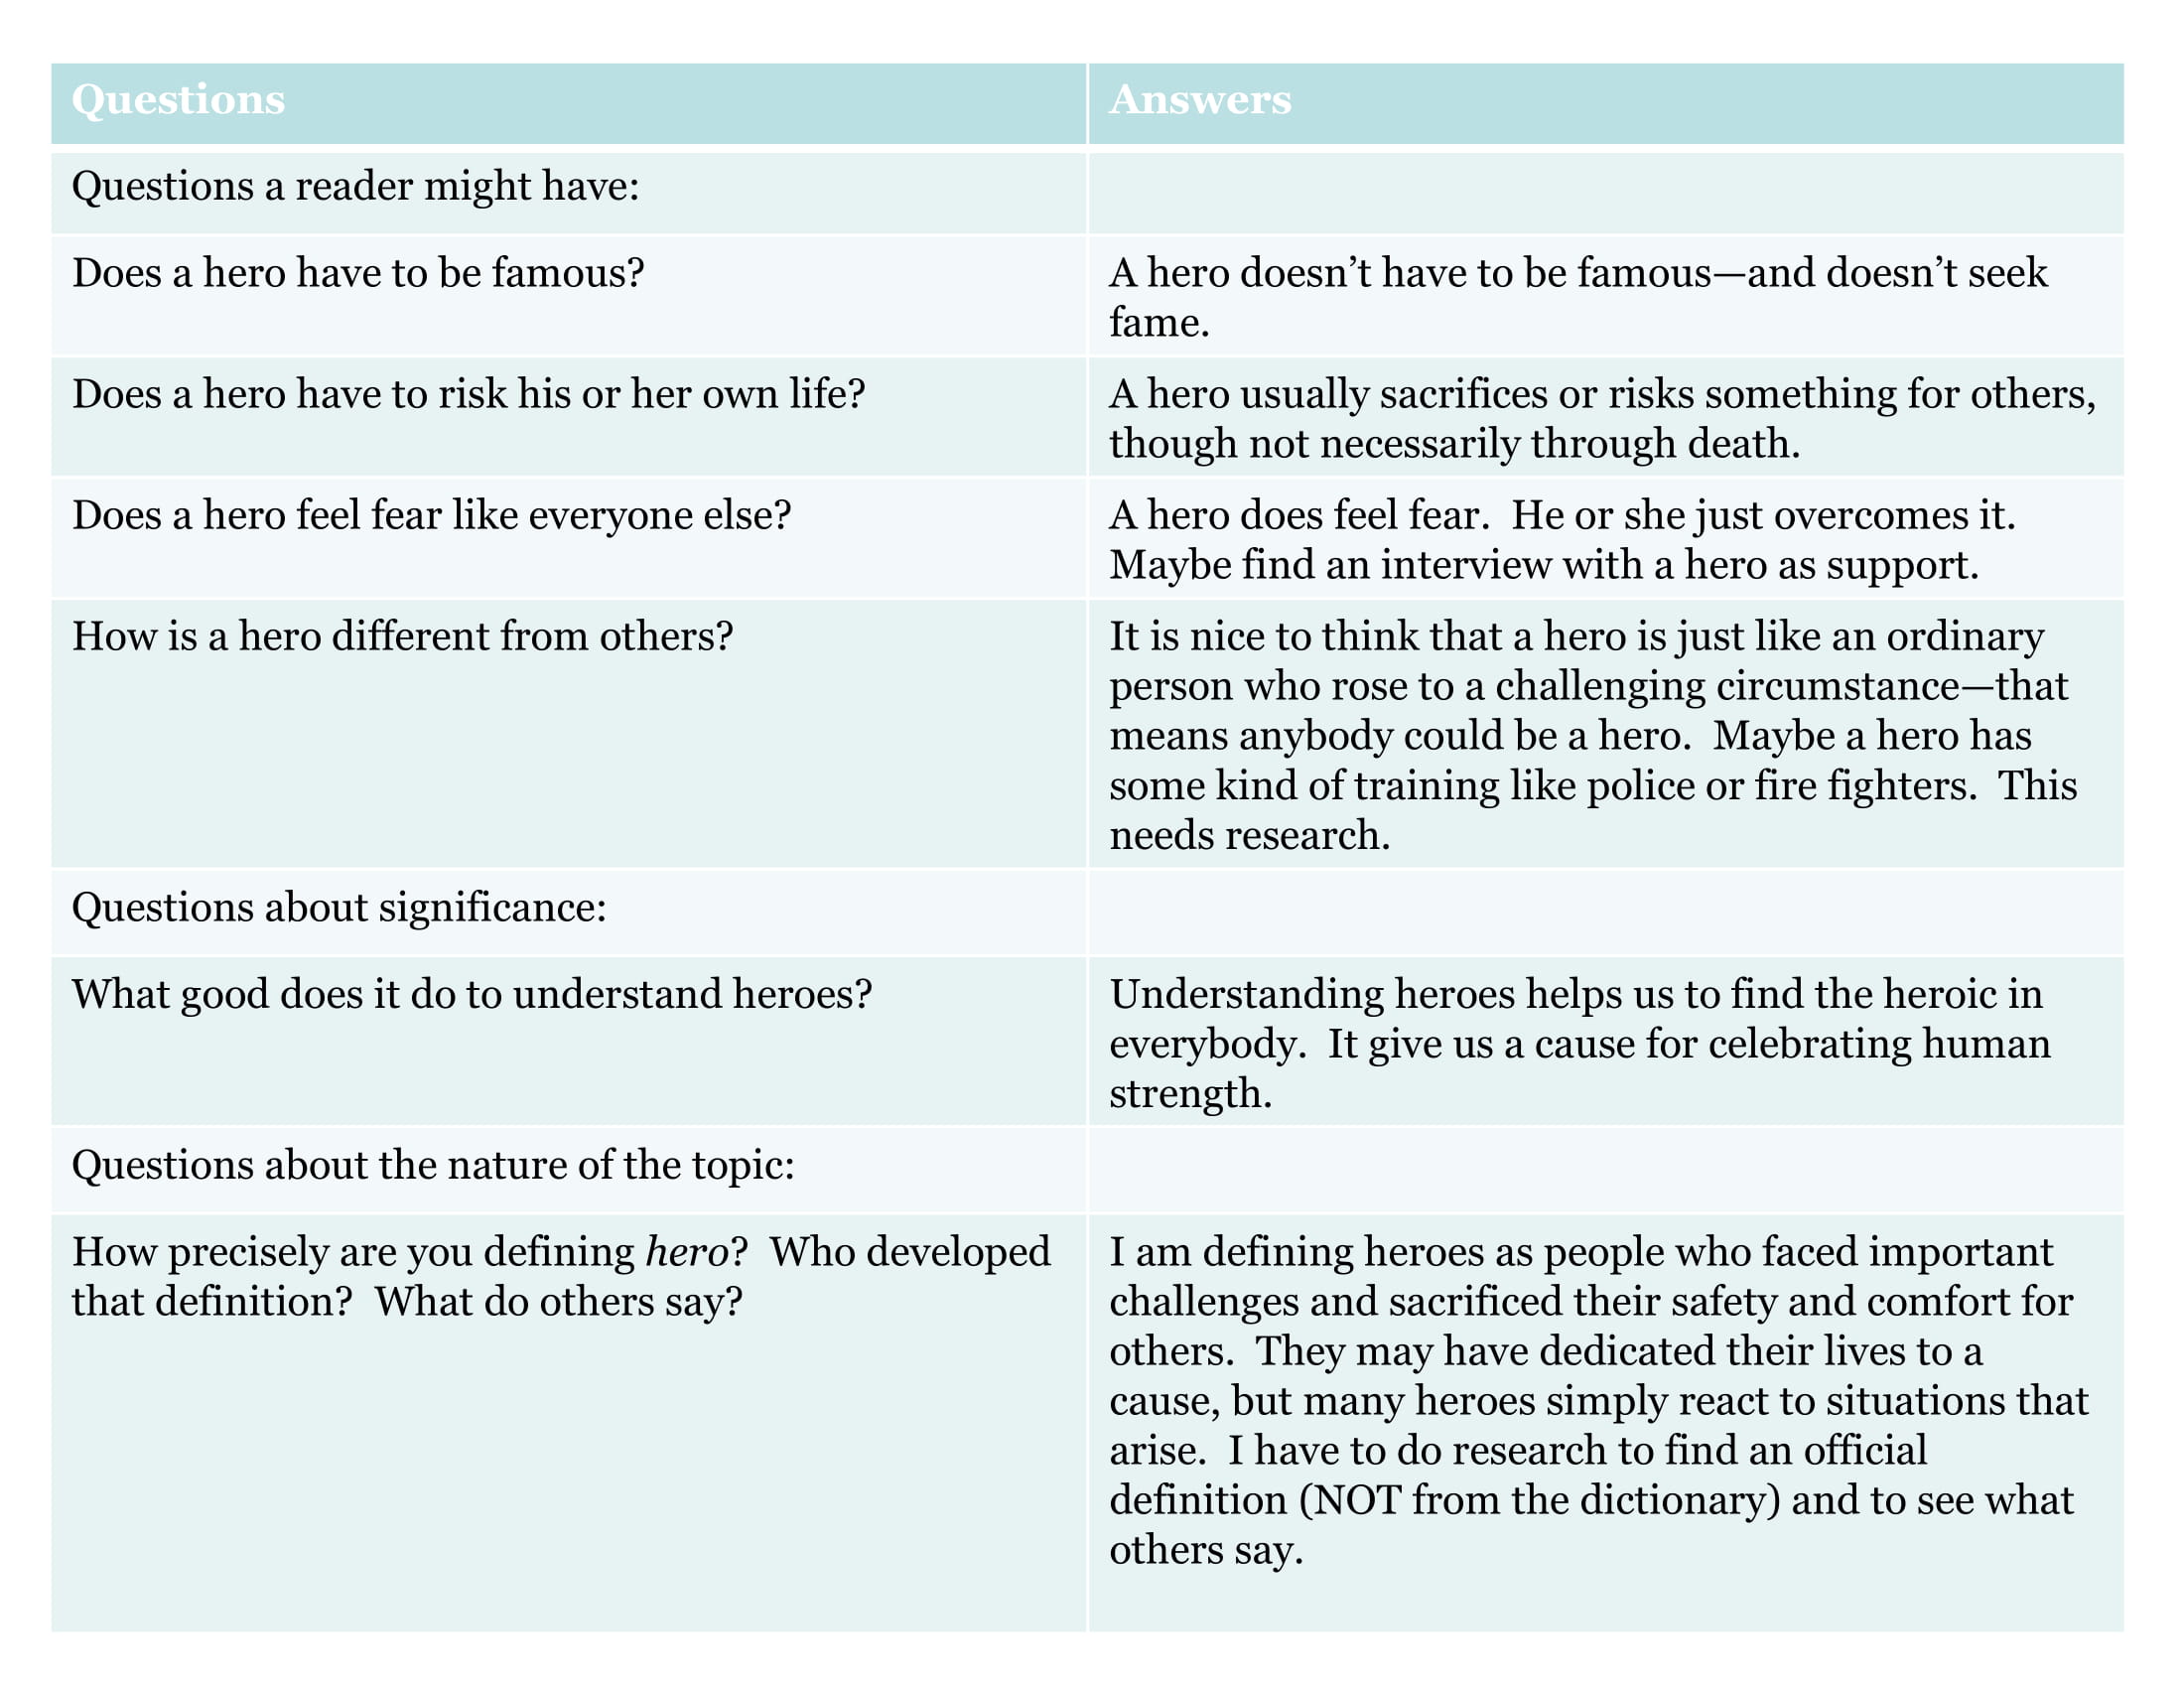 Questions
Answers
Questions a reader might have:
Does a hero have to be famous?
A hero doesn’t have to be famous—and doesn’t seek
fame.
Does a hero have to risk his or her own life?
A hero usually sacrifices or risks something for others,
though not necessarily through death.
Does a hero feel fear like everyone else?
A hero does feel fear.  He or she just overcomes it.
Maybe find an interview with a hero as support.
How is a hero different from others?
It is nice to think that a hero is just like an ordinary
person who rose to a challenging circumstance—that
means anybody could be a hero.  Maybe a hero has
some kind of training like police or fire fighters.  This
needs research.
Questions about significance:
What good does it do to understand heroes?
Understanding heroes helps us to find the heroic in
everybody.  It give us a cause for celebrating human
strength.
Questions about the nature of the topic:
How precisely are you defining hero?  Who developed
that definition?  What do others say?
I am defining heroes as people who faced important
challenges and sacrificed their safety and comfort for
others.  They may have dedicated their lives to a
cause, but many heroes simply react to situations that
arise.  I have to do research to find an official
definition (NOT from the dictionary) and to see what
others say.